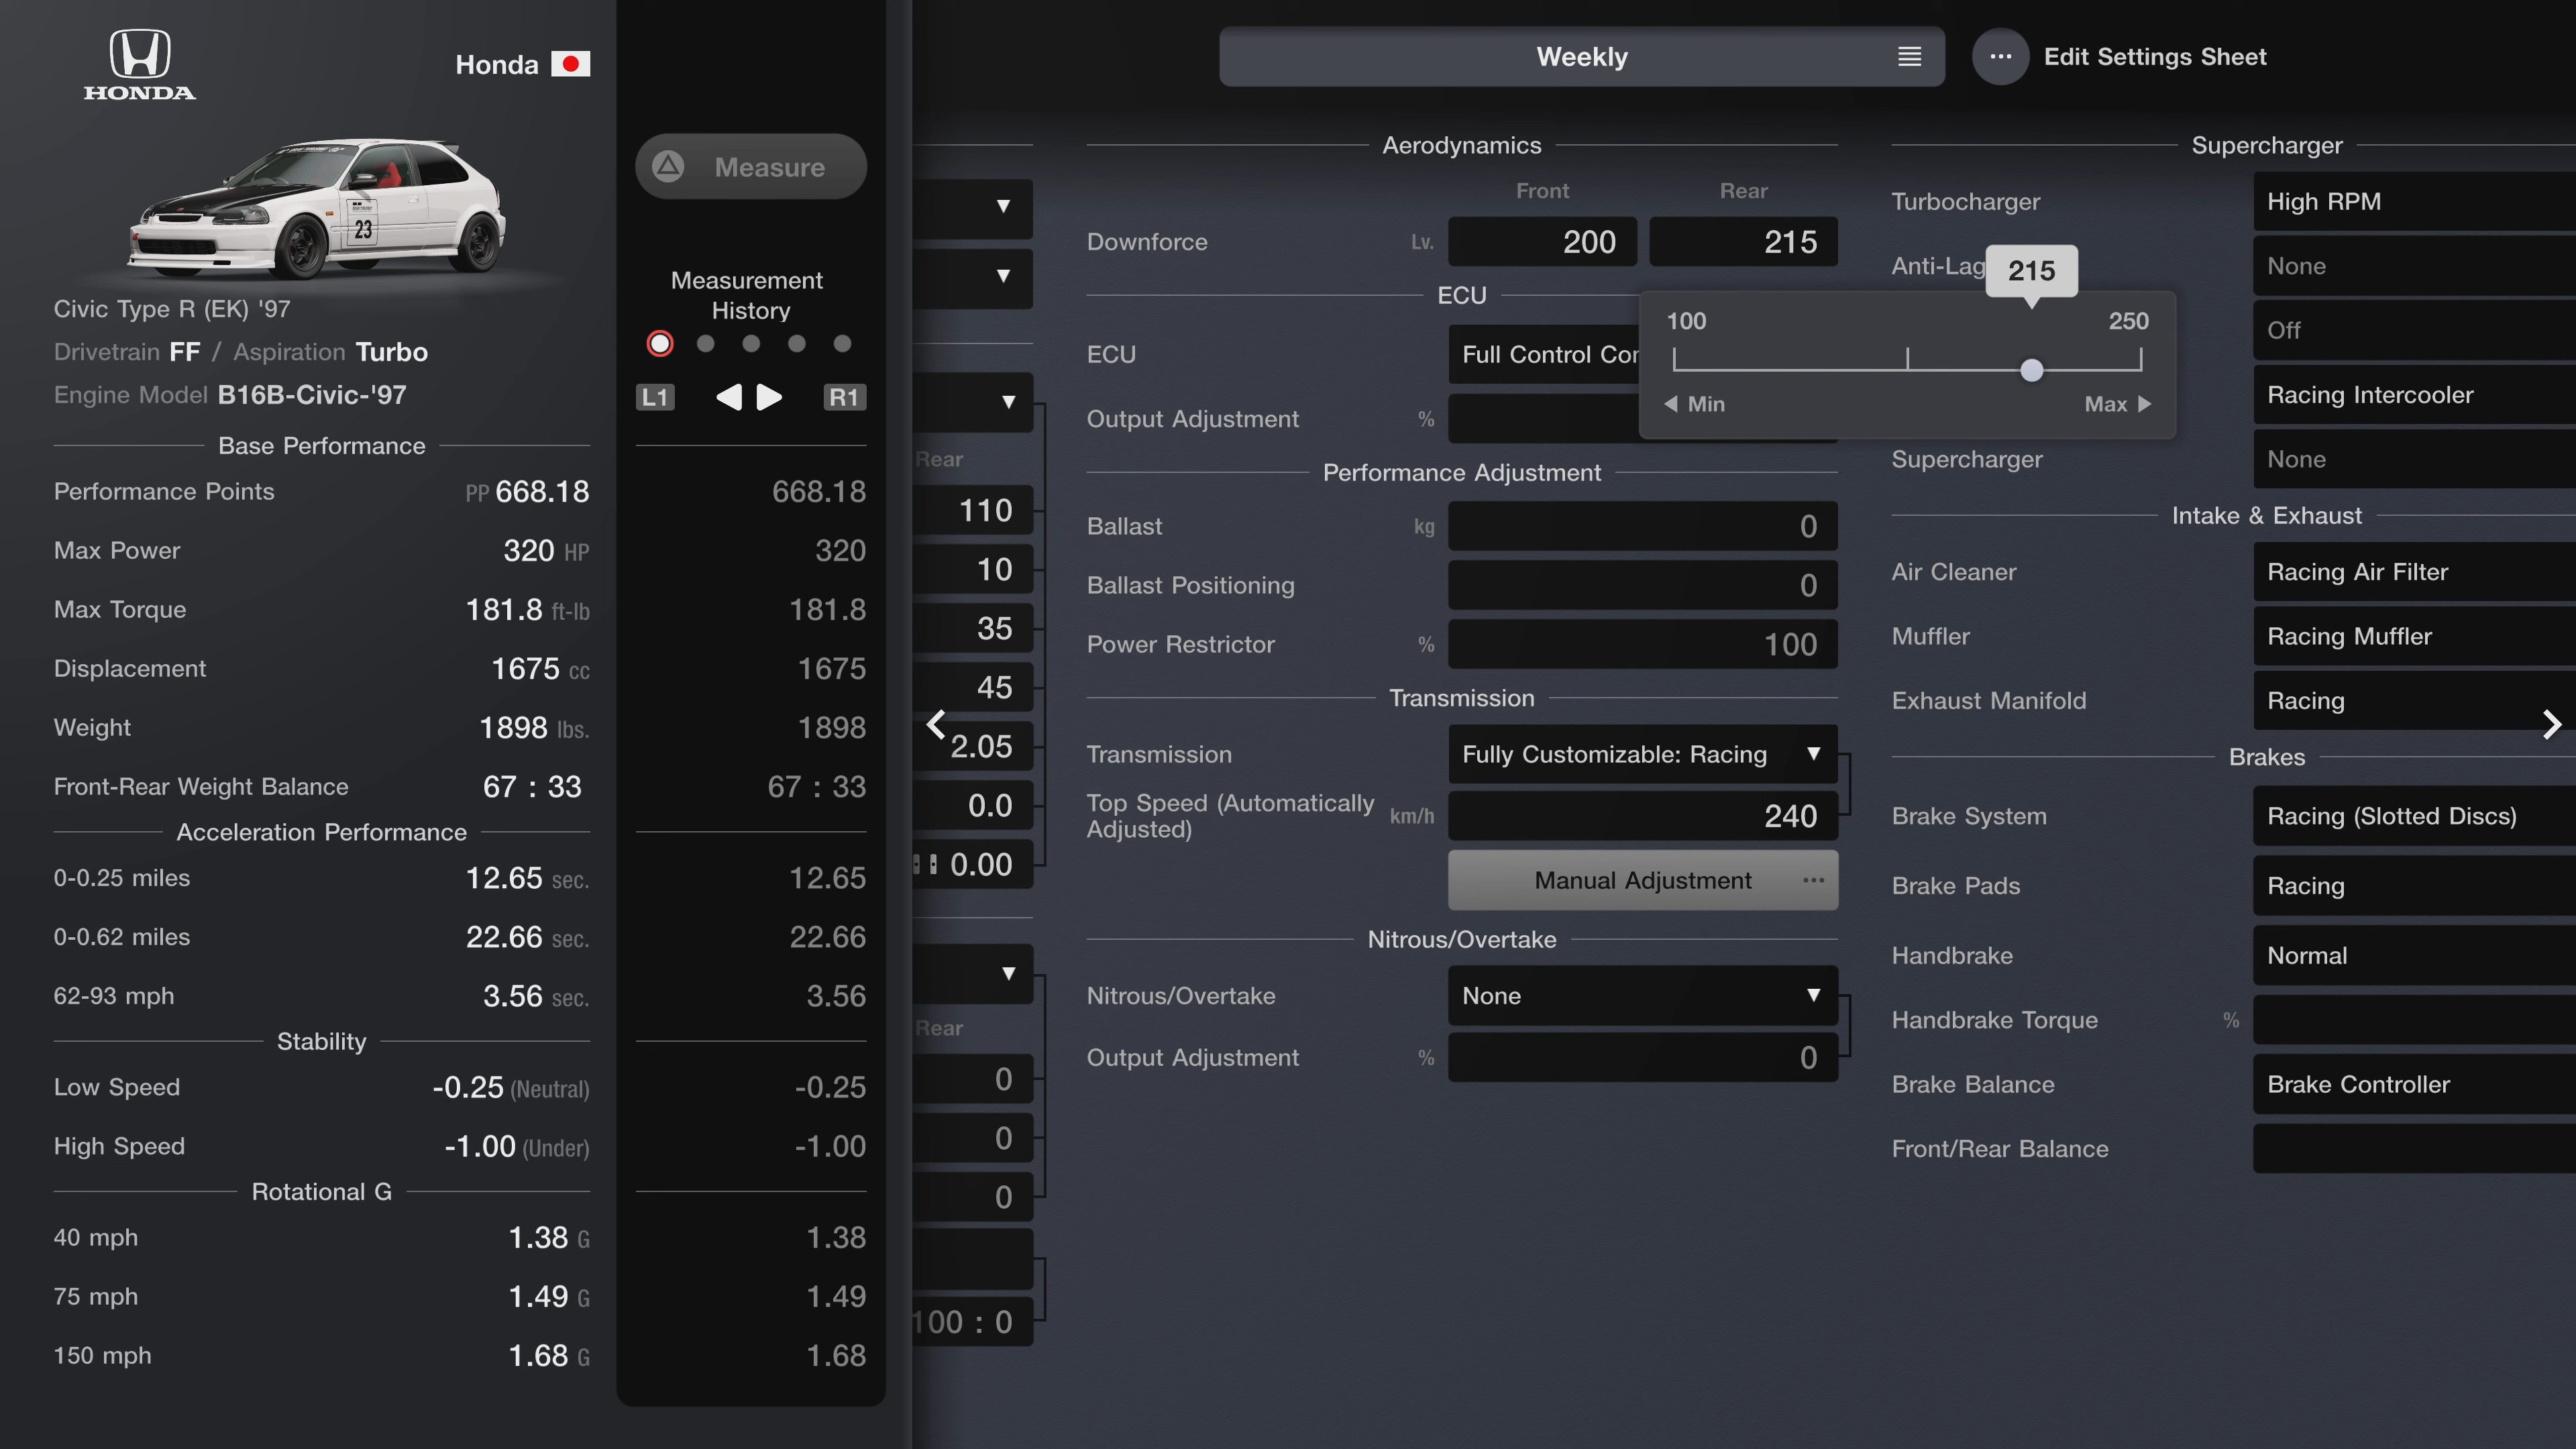 HONDA
Honda
Civic Type R (EK) '97
Drivetrain FF / Aspiration Turbo
Engine Model B16B-Civic-'97
Base Performance
Performance Points PP 668.18
Max Power 320 HP
Max Torque 181.8 ft-lb
Displacement 1675 cc
Weight 1898 lbs.
Front-Rear Weight Balance 67 : 33
Acceleration Performance
0-0.25 miles 12.65 sec.
0-0.62 miles 22.66 sec.
62-93 mph 3.56 sec.
Stability
Low Speed -0.25 (Neutral)
High Speed -1.00 (Under)
Rotational G
40 mph 1.38 G
75 mph 1.49 G
150 mph 1.68 G
23
Measure
Measurement
History
L1 R1
668.18
320
181.8
1675
1898
67 : 33
12.65
22.66
3.56
-0.25
-1.00
1.38
1.49
1.68
Rear
110
10
35
45
2.05
0.0
0.00
Rear
0
0
0
100 : 0
Weekly
Edit Settings Sheet
Aerodynamics
Front Rear
Downforce Lv. 200 215
ECU
ECU Full Control Com
Output Adjustment %
215
100 250
Min Max
Performance Adjustment
Ballast kg 0
Ballast Positioning 0
Power Restrictor % 100
Transmission
Transmission Fully Customizable: Racing
Top Speed (Automatically
Adjusted) km/h 240
Manual Adjustment
Nitrous/Overtake
Nitrous/Overtake None
Output Adjustment % 0
Supercharger
Turbocharger High RPM
Anti-Lag None
Off
Racing Intercooler
Supercharger None
Intake & Exhaust
Air Cleaner Racing Air Filter
Muffler Racing Muffler
Exhaust Manifold Racing
Brakes
Brake System Racing (Slotted Discs)
Brake Pads Racing
Handbrake Normal
Handbrake Torque %
Brake Balance Brake Controller
Front/Rear Balance